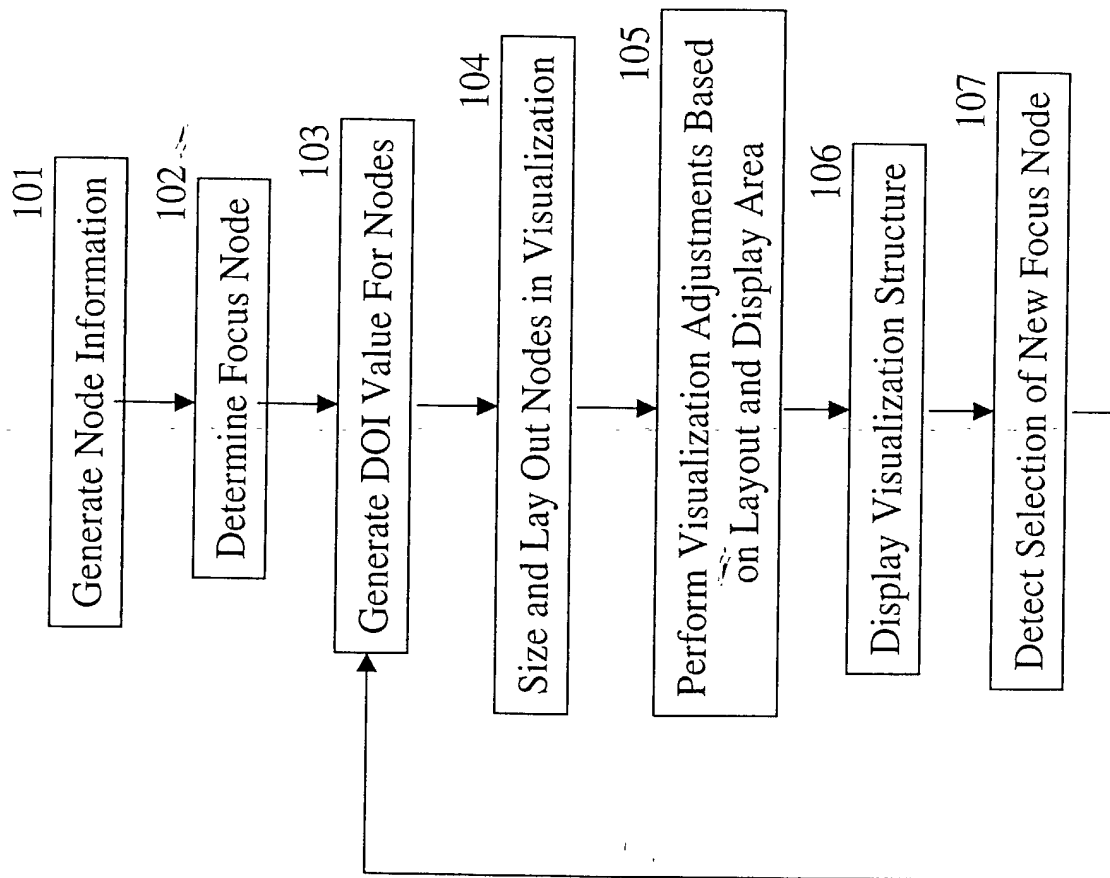 101
Generate Node Information
102
Determine Focus Node
103
Generate DOI Value For Nodes
104
Size and Lay Out Nodes in Visualization
105
Perform Visualization Adjustments Based
on Layout and Display Area
106
Display Visualization Structure
107
Detect Selection of New Focus Node